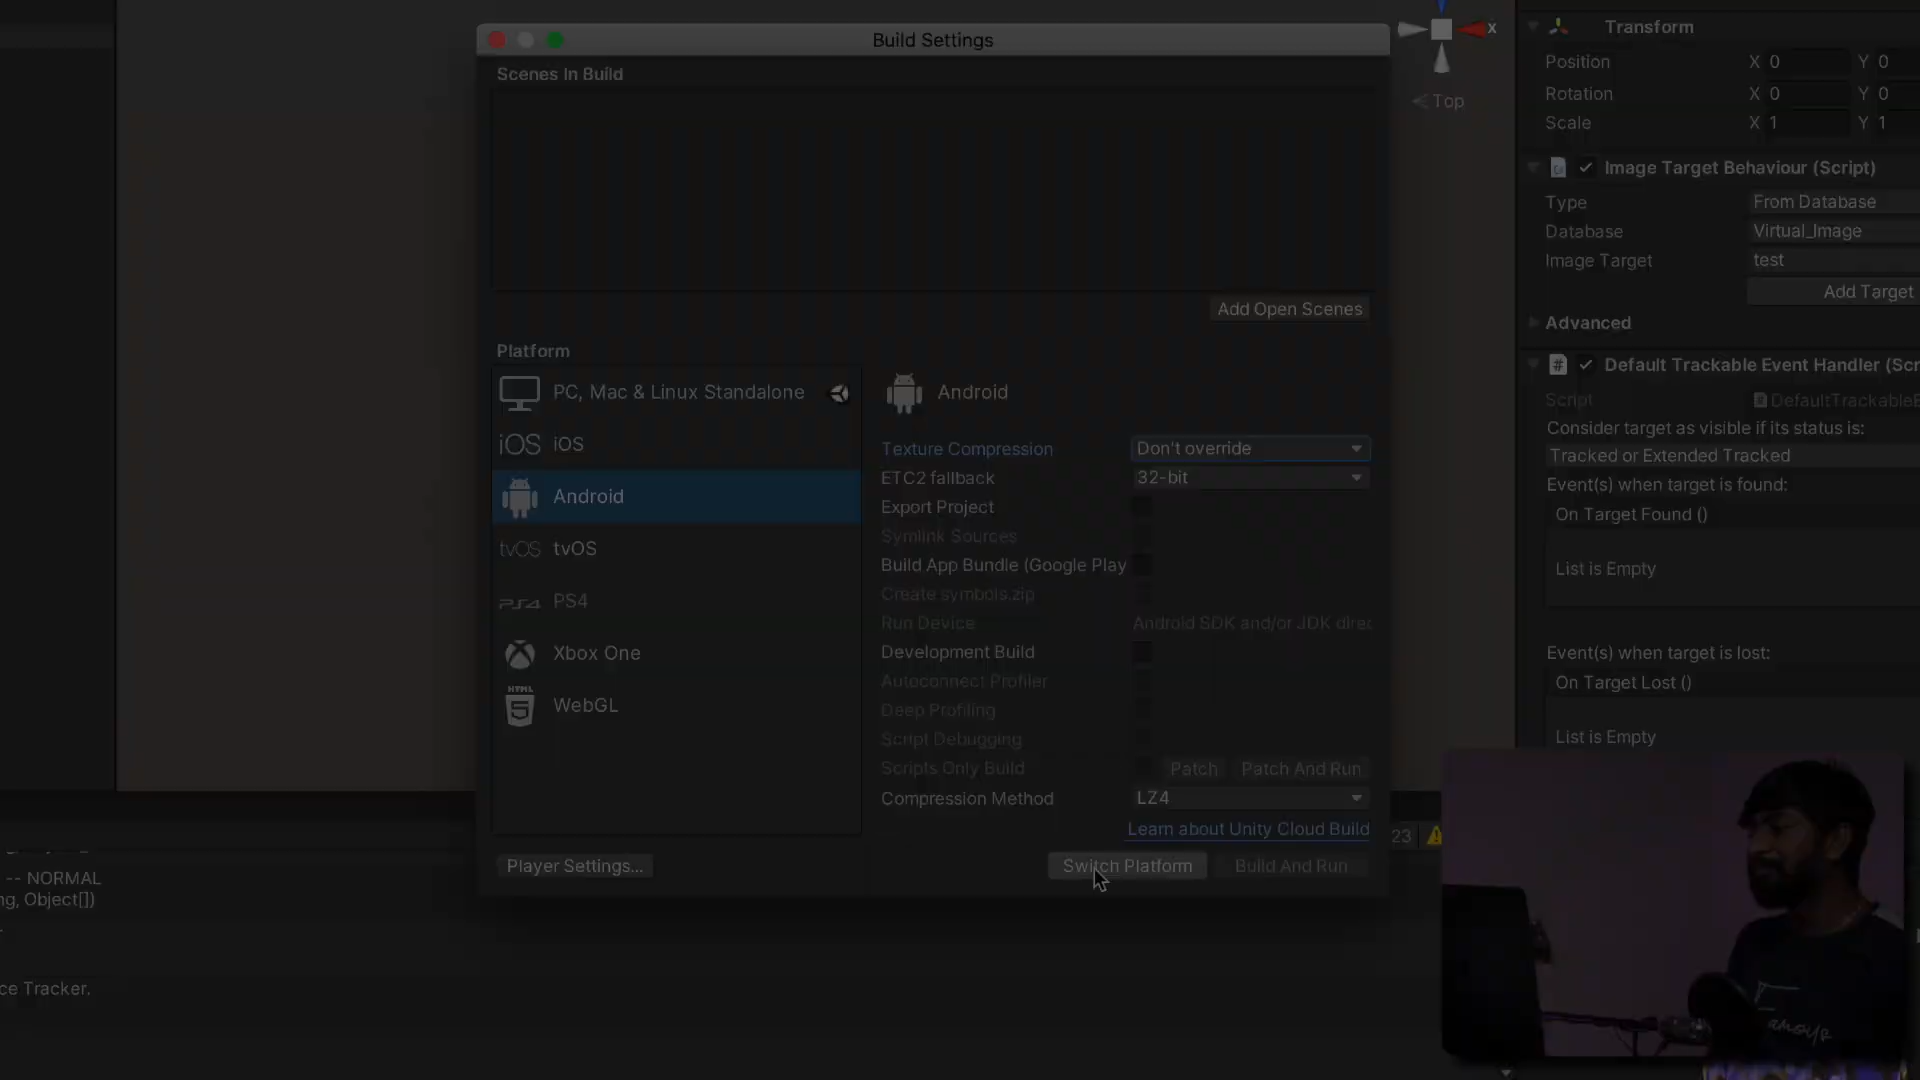 Build Settings
Scenes In Build
Add Open Scenes
Platform
PC, Mac & Linux Standalone
iOS iOS
Android
tvOS tvOS
PS4 PS4
Xbox One
HTML 5 WebGL
Player Settings...
Android
Texture Compression Don't override
ETC2 fallback 32-bit
Export Project
Symlink Sources
Build App Bundle (Google Play
Create symbols.zip
Run Device Android SDK and/or JDK direc
Development Build
Autoconnect Profiler
Deep Profiling
Script Debugging
Scripts Only Build Patch Patch And Run
Compression Method LZ4
Learn about Unity Cloud Build
Switch Platform Build And Run
x
< Top
Transform
Position X 0 Y 0
Rotation X 0 Y 0
Scale X 1 Y 1
Image Target Behaviour (Script)
Type From Database
Database Virtual_Image
Image Target test
Add Target
Advanced
# Default Trackable Event Handler (Scr
Script DefaultTrackableE
Consider target as visible if its status is:
Tracked or Extended Tracked
Event(s) when target is found:
On Target Found ()
List is Empty
Event(s) when target is lost:
On Target Lost ()
List is Empty
23
-- NORMAL
ng, Object[])
ce Tracker.